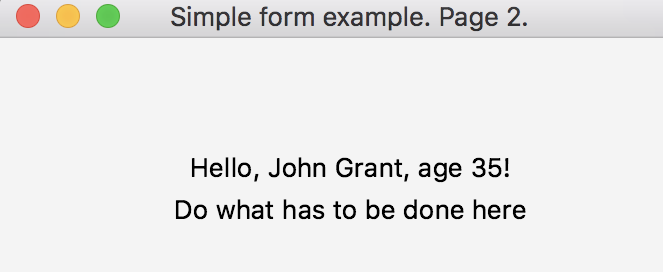 Simple form example. Page 2.
Hello, John Grant, age 35!
Do what has to be done here